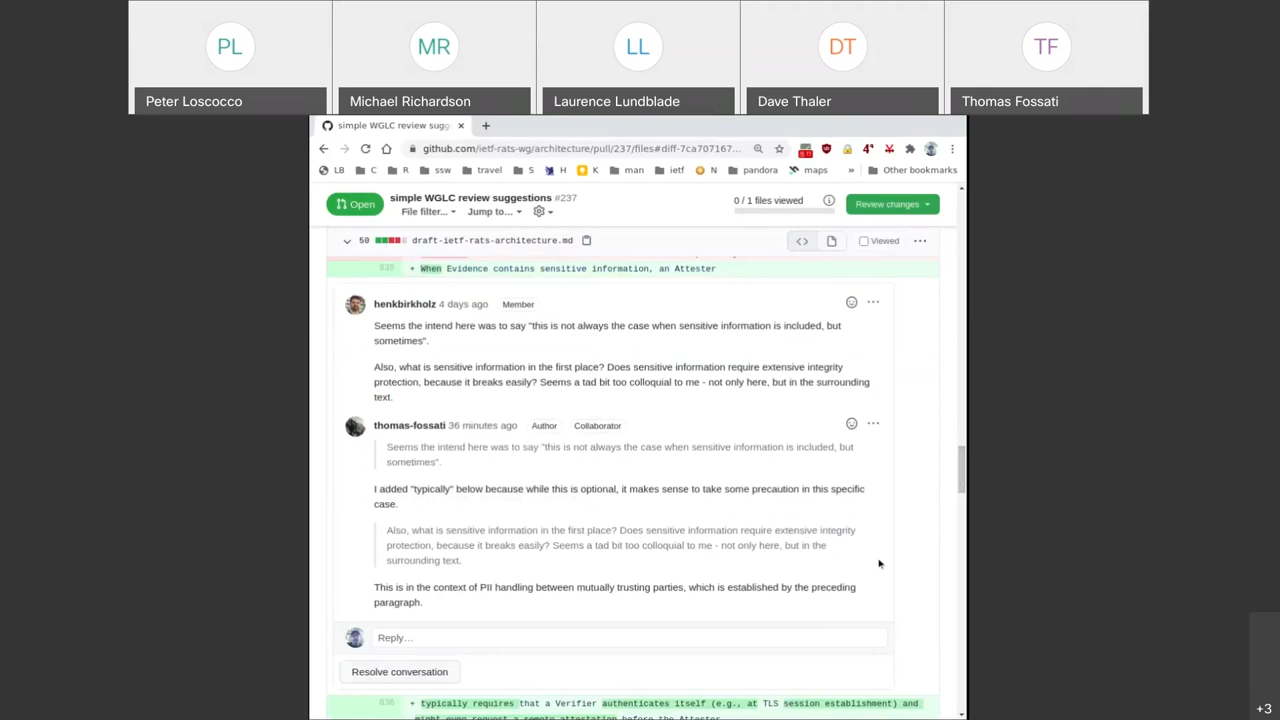 PL
MR
LL
DT
TF
Peter Loscocco
Michael Richardson
Laurence Lundblade
Dave Thaler
Thomas Fossati
simple WGLC review sugg
github.com/ietf-rats-wg/architecture/pull/237/files#diff-7ca707167...
LB C R ssw travel S H K man ietf N pandora maps » Other bookmarks
Open
simple WGLC review suggestions #237
File filter... Jump to...
0 / 1 files viewed
Review changes
50 draft-ietf-rats-architecture.md
Viewed
835 + When Evidence contains sensitive information, an Attester
henkbirkholz 4 days ago Member
Seems the intend here was to say "this is not always the case when sensitive information is included, but
sometimes".
Also, what is sensitive information in the first place? Does sensitive information require extensive integrity
protection, because it breaks easily? Seems a tad bit too colloquial to me - not only here, but in the surrounding
text.
thomas-fossati 36 minutes ago Author Collaborator
Seems the intend here was to say "this is not always the case when sensitive information is included, but
sometimes".
I added "typically" below because while this is optional, it makes sense to take some precaution in this specific
case.
Also, what is sensitive information in the first place? Does sensitive information require extensive integrity
protection, because it breaks easily? Seems a tad bit too colloquial to me - not only here, but in the
surrounding text.
This is in the context of PII handling between mutually trusting parties, which is established by the preceding
paragraph.
Reply...
Resolve conversation
836 + typically requires that a Verifier authenticates itself (e.g., at TLS session establishment) and
might even request a remote attestation before the Attester
+3